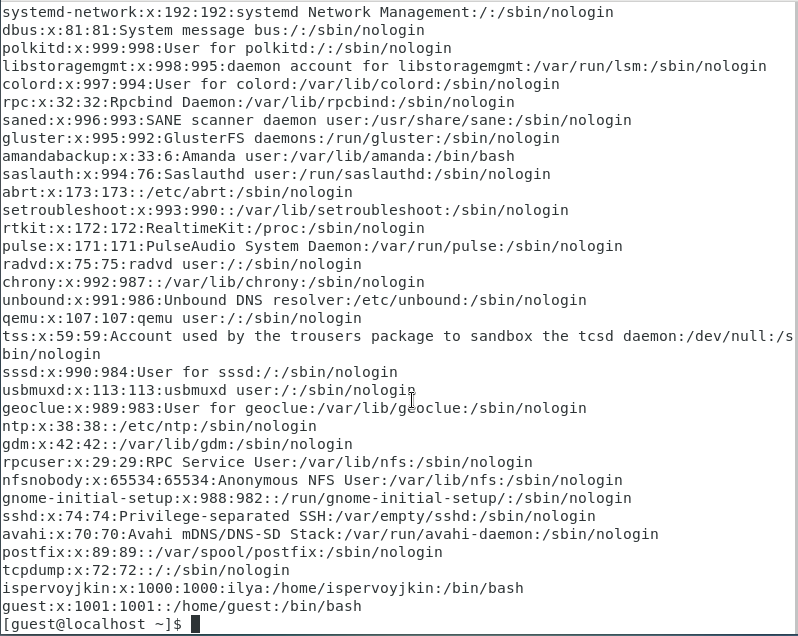 systemd-network:x:192:192:systemd Network Management:/:/sbin/nologin
dbus:x:81:81:System message bus:/:/sbin/nologin
polkitd:x:999:998:User for polkitd:/:/sbin/nologin
libstoragemgmt:x:998:995:daemon account for libstoragemgmt:/var/run/lsm:/sbin/nologin
colord:x:997:994:User for colord:/var/lib/colord:/sbin/nologin
rpc:x:32:32:Rpcbind Daemon:/var/lib/rpcbind:/sbin/nologin
saned:x:996:993:SANE scanner daemon user:/usr/share/sane:/sbin/nologin
gluster:x:995:992:GlusterFS daemons:/run/gluster:/sbin/nologin
amandabackup:x:33:6:Amanda user:/var/lib/amanda:/bin/bash
saslauth:x:994:76:Saslauthd user:/run/saslauthd:/sbin/nologin
abrt:x:173:173::/etc/abrt:/sbin/nologin
setroubleshoot:x:993:990::/var/lib/setroubleshoot:/sbin/nologin
rtkit:x:172:172:RealtimeKit:/proc:/sbin/nologin
pulse:x:171:171:PulseAudio System Daemon:/var/run/pulse:/sbin/nologin
radvd:x:75:75:radvd user:/:/sbin/nologin
chrony:x:992:987::/var/lib/chrony:/sbin/nologin
unbound:x:991:986:Unbound DNS resolver:/etc/unbound:/sbin/nologin
qemu:x:107:107:qemu user:/:/sbin/nologin
tss:x:59:59:Account used by the trousers package to sandbox the tcsd daemon:/dev/null:/s
bin/nologin
sssd:x:990:984:User for sssd:/:/sbin/nologin
usbmuxd:x:113:113:usbmuxd user:/:/sbin/nologin
geoclue:x:989:983:User for geoclue:/var/lib/geoclue:/sbin/nologin
ntp:x:38:38::/etc/ntp:/sbin/nologin
gdm:x:42:42::/var/lib/gdm:/sbin/nologin
rpcuser:x:29:29:RPC Service User:/var/lib/nfs:/sbin/nologin
nfsnobody:x:65534:65534:Anonymous NFS User:/var/lib/nfs:/sbin/nologin
gnome-initial-setup:x:988:982::/run/gnome-initial-setup/:/sbin/nologin
sshd:x:74:74:Privilege-separated SSH:/var/empty/sshd:/sbin/nologin
avahi:x:70:70:Avahi mDNS/DNS-SD Stack:/var/run/avahi-daemon:/sbin/nologin
postfix:x:89:89::/var/spool/postfix:/sbin/nologin
tcpdump:x:72:72::/:/sbin/nologin
ispervoyjkin:x:1000:1000:ilya:/home/ispervoyjkin:/bin/bash
guest:x:1001:1001::/home/guest:/bin/bash
[guest@localhost ~]$